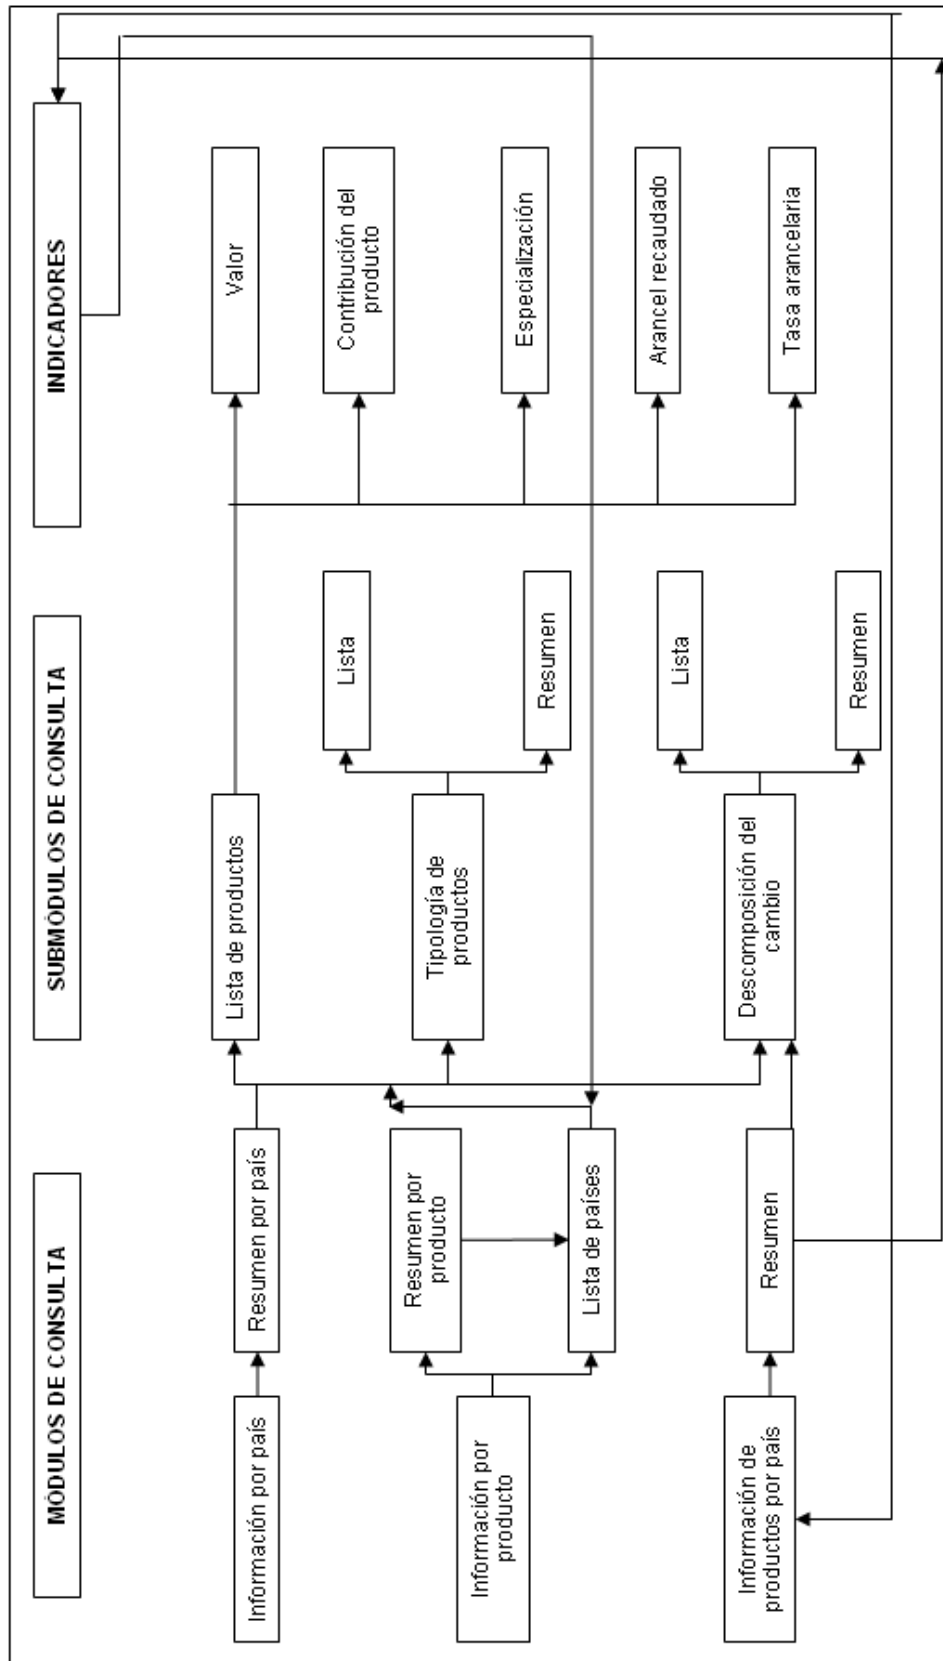 MÓDULOS DE CONSULTA
SUBMÓDULOS DE CONSULTA
INDICADORES
Información por país
Resumen por país
Lista de productos
Valor
Información por
producto
Resumen por
producto
Lista de países
Tipología de
productos
Lista
Resumen
Contribución del
producto
Especialización
Información de
productos por país
Resumen
Descomposición del
cambio
Lista
Resumen
Arancel recaudado
Tasa arancelaria